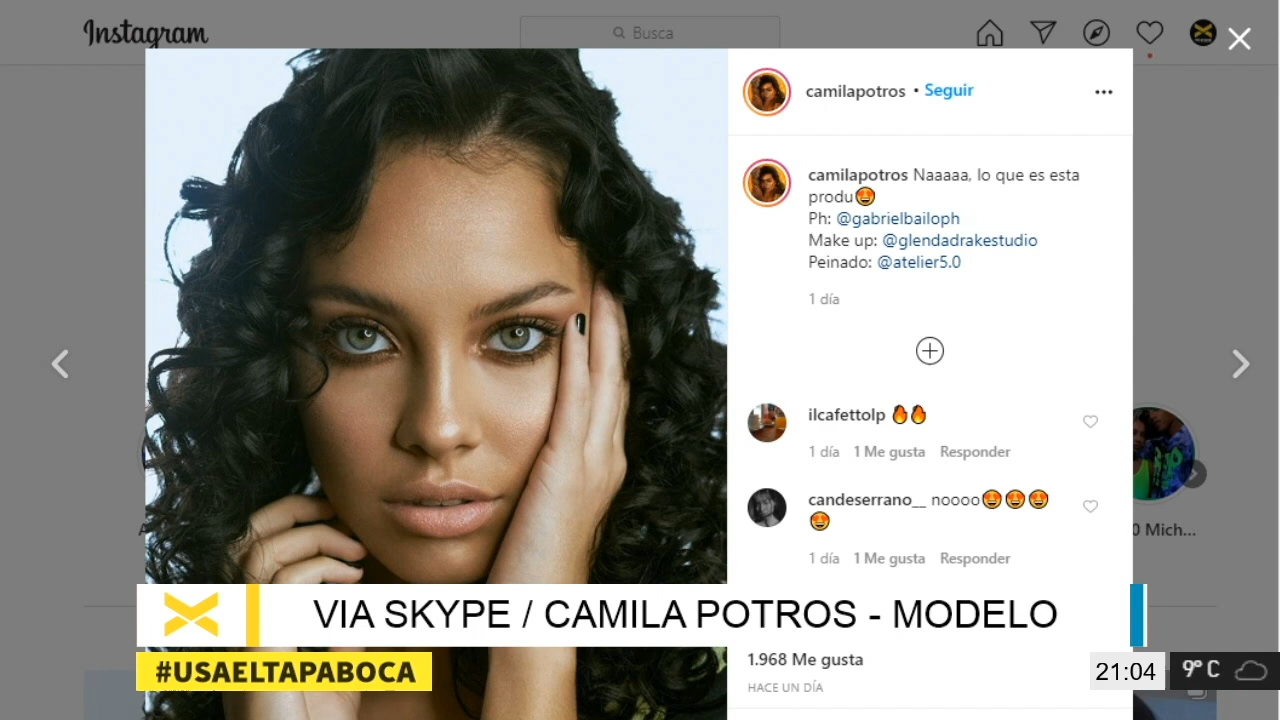 Instagram
Busca
camilapotros • Seguir
camilapotros Naaaaa, lo que es esta
produ🤩
Ph: @gabrielbailoph
Make up: @glendadrakestudio
Peinado: @atelier5.0
1 día
ilcafettolp 🔥🔥
1 día 1 Me gusta Responder
candeserrano__ noooo🤩🤩🤩
🤩
1 día 1 Me gusta Responder
0 Mich...
VIA SKYPE / CAMILA POTROS - MODELO
#USAELTAPABOCA
1.968 Me gusta
HACE UN DÍA
21:04
9° C